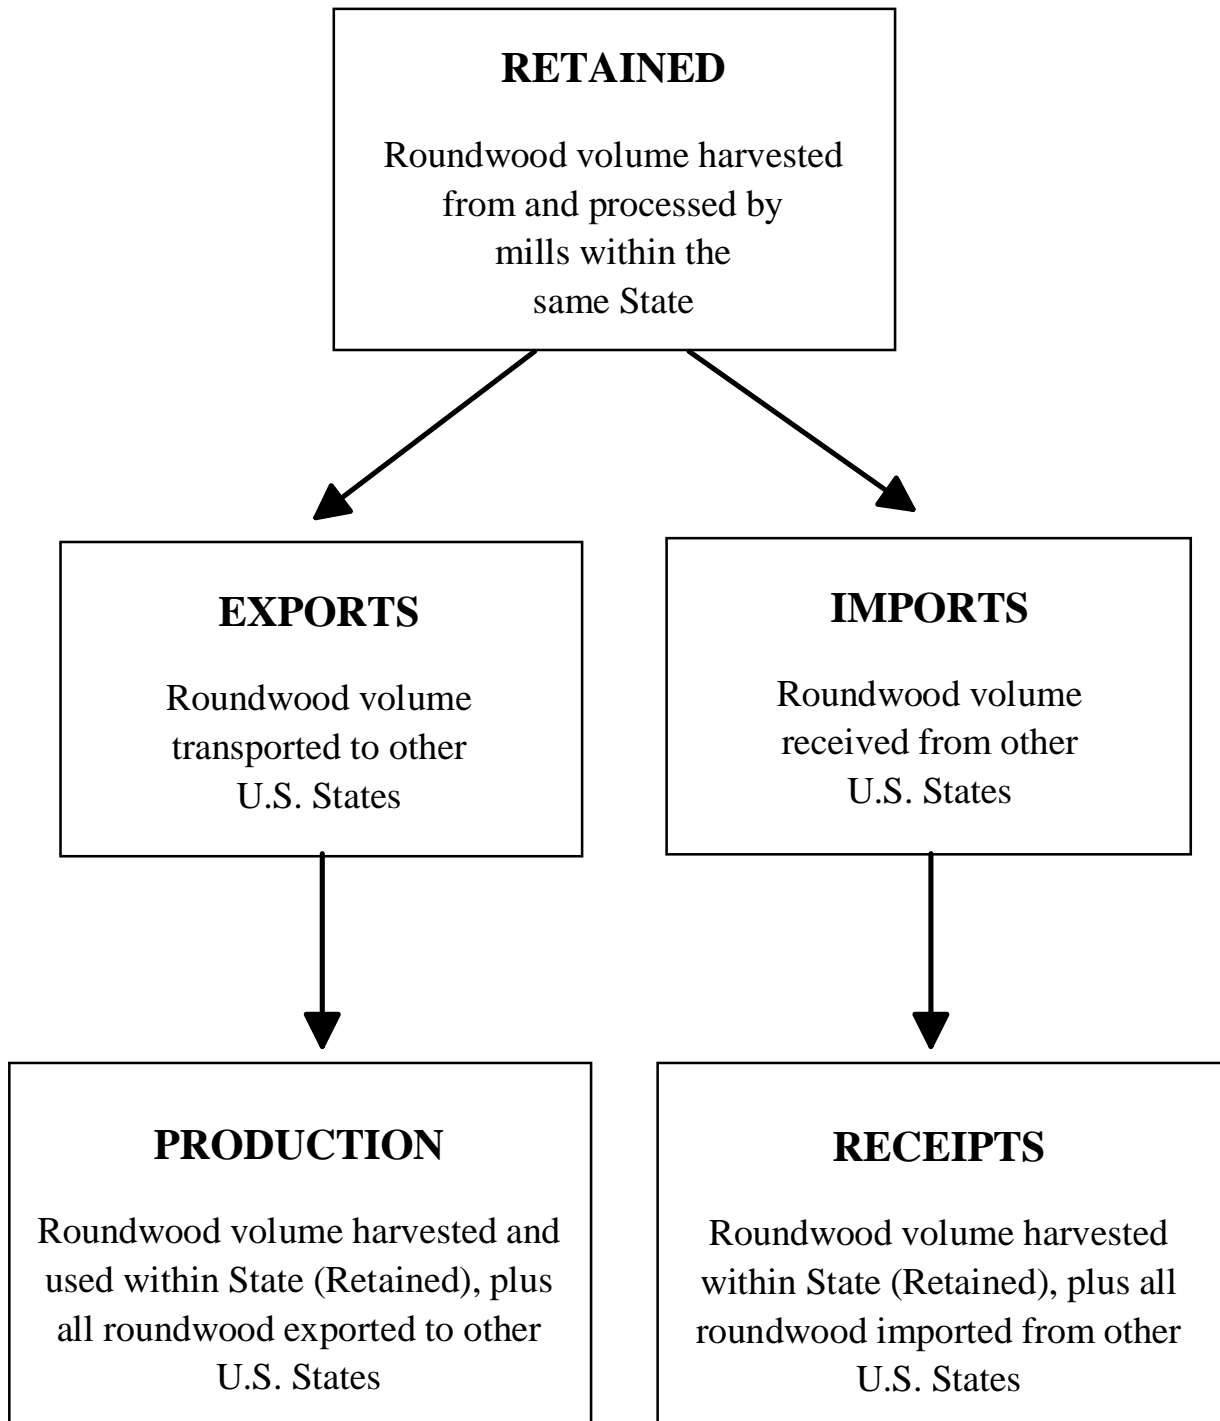 RETAINED
Roundwood volume harvested
from and processed by
mills within the
same State
EXPORTS
Roundwood volume
transported to other
U.S. States
IMPORTS
Roundwood volume
received from other
U.S. States
PRODUCTION
Roundwood volume harvested and
used within State (Retained), plus
all roundwood exported to other
U.S. States
RECEIPTS
Roundwood volume harvested
within State (Retained), plus all
roundwood imported from other
U.S. States